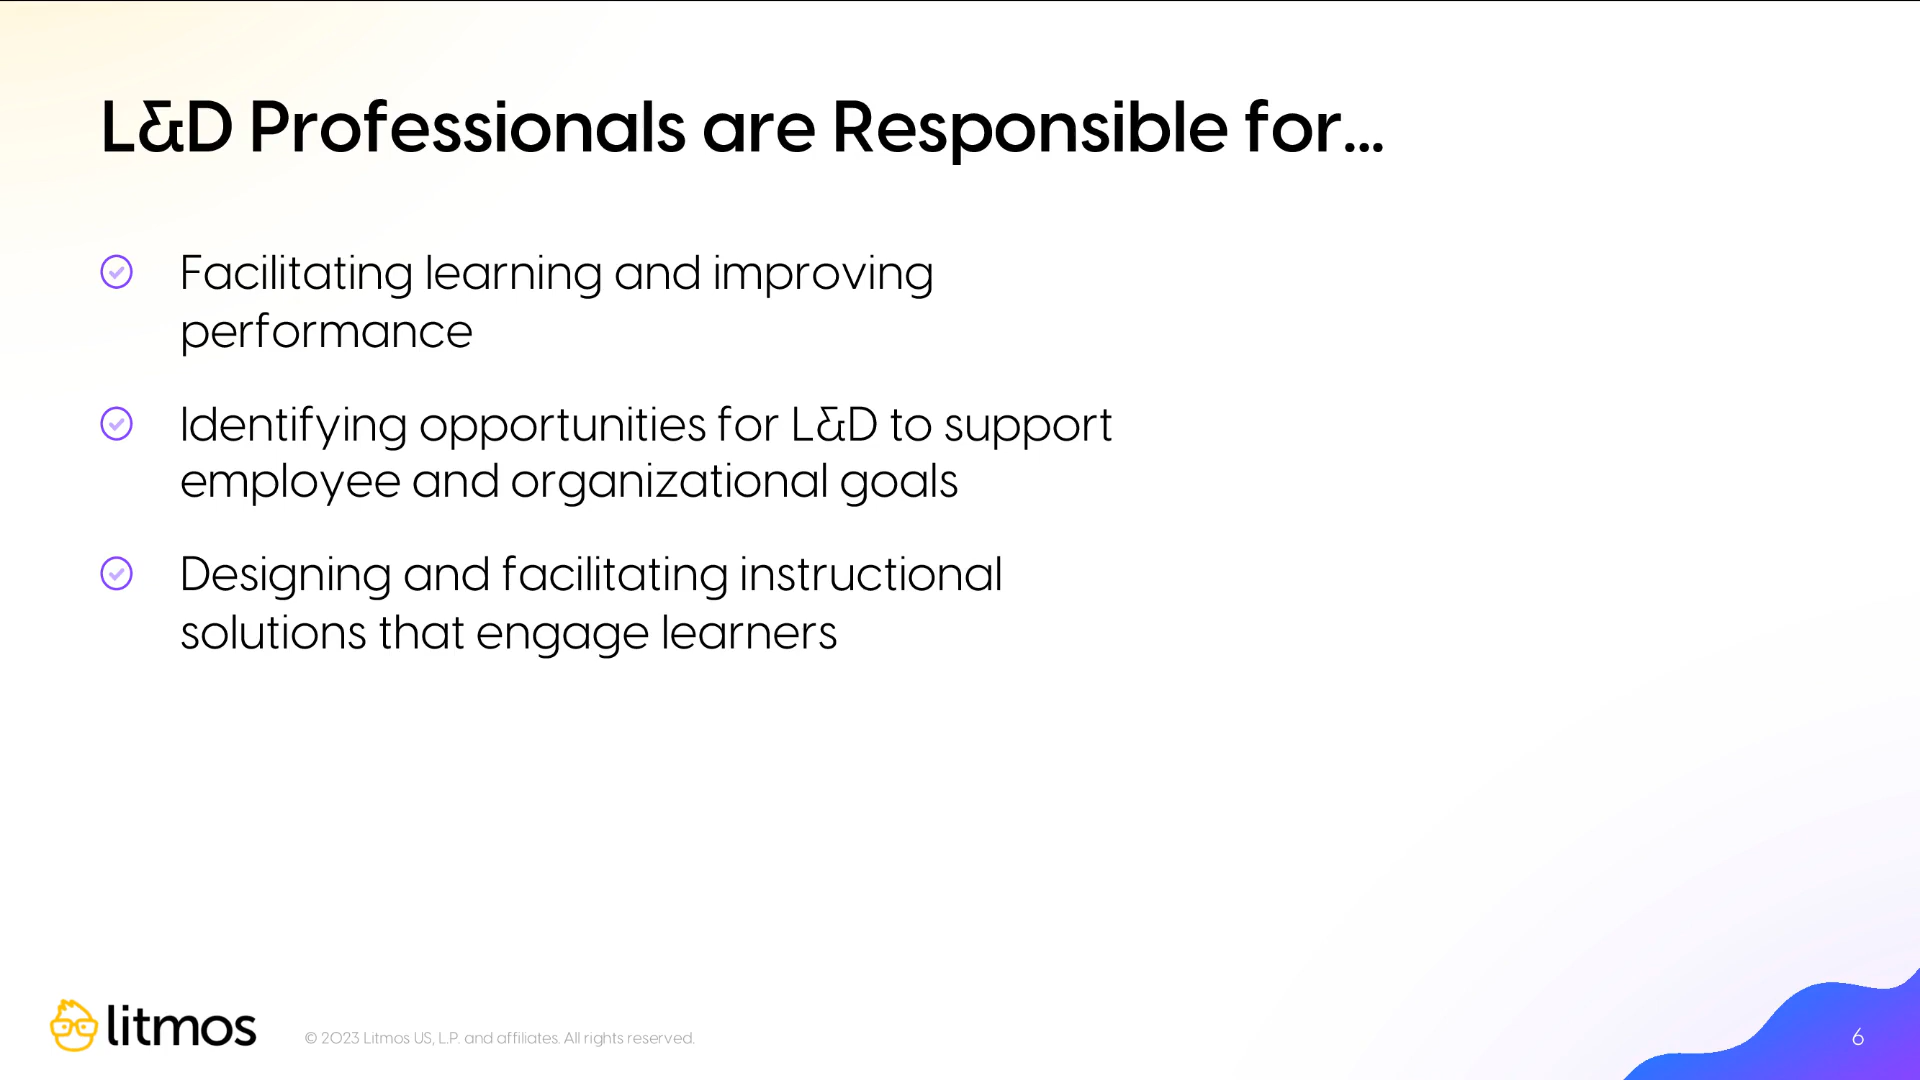 L&D Professionals are Responsible for...
Facilitating learning and improving
performance
Identifying opportunities for L&D to support
employee and organizational goals
Designing and facilitating instructional
solutions that engage learners
litmos
© 2023 Litmos US, L.P. and affiliates. All rights reserved.
6